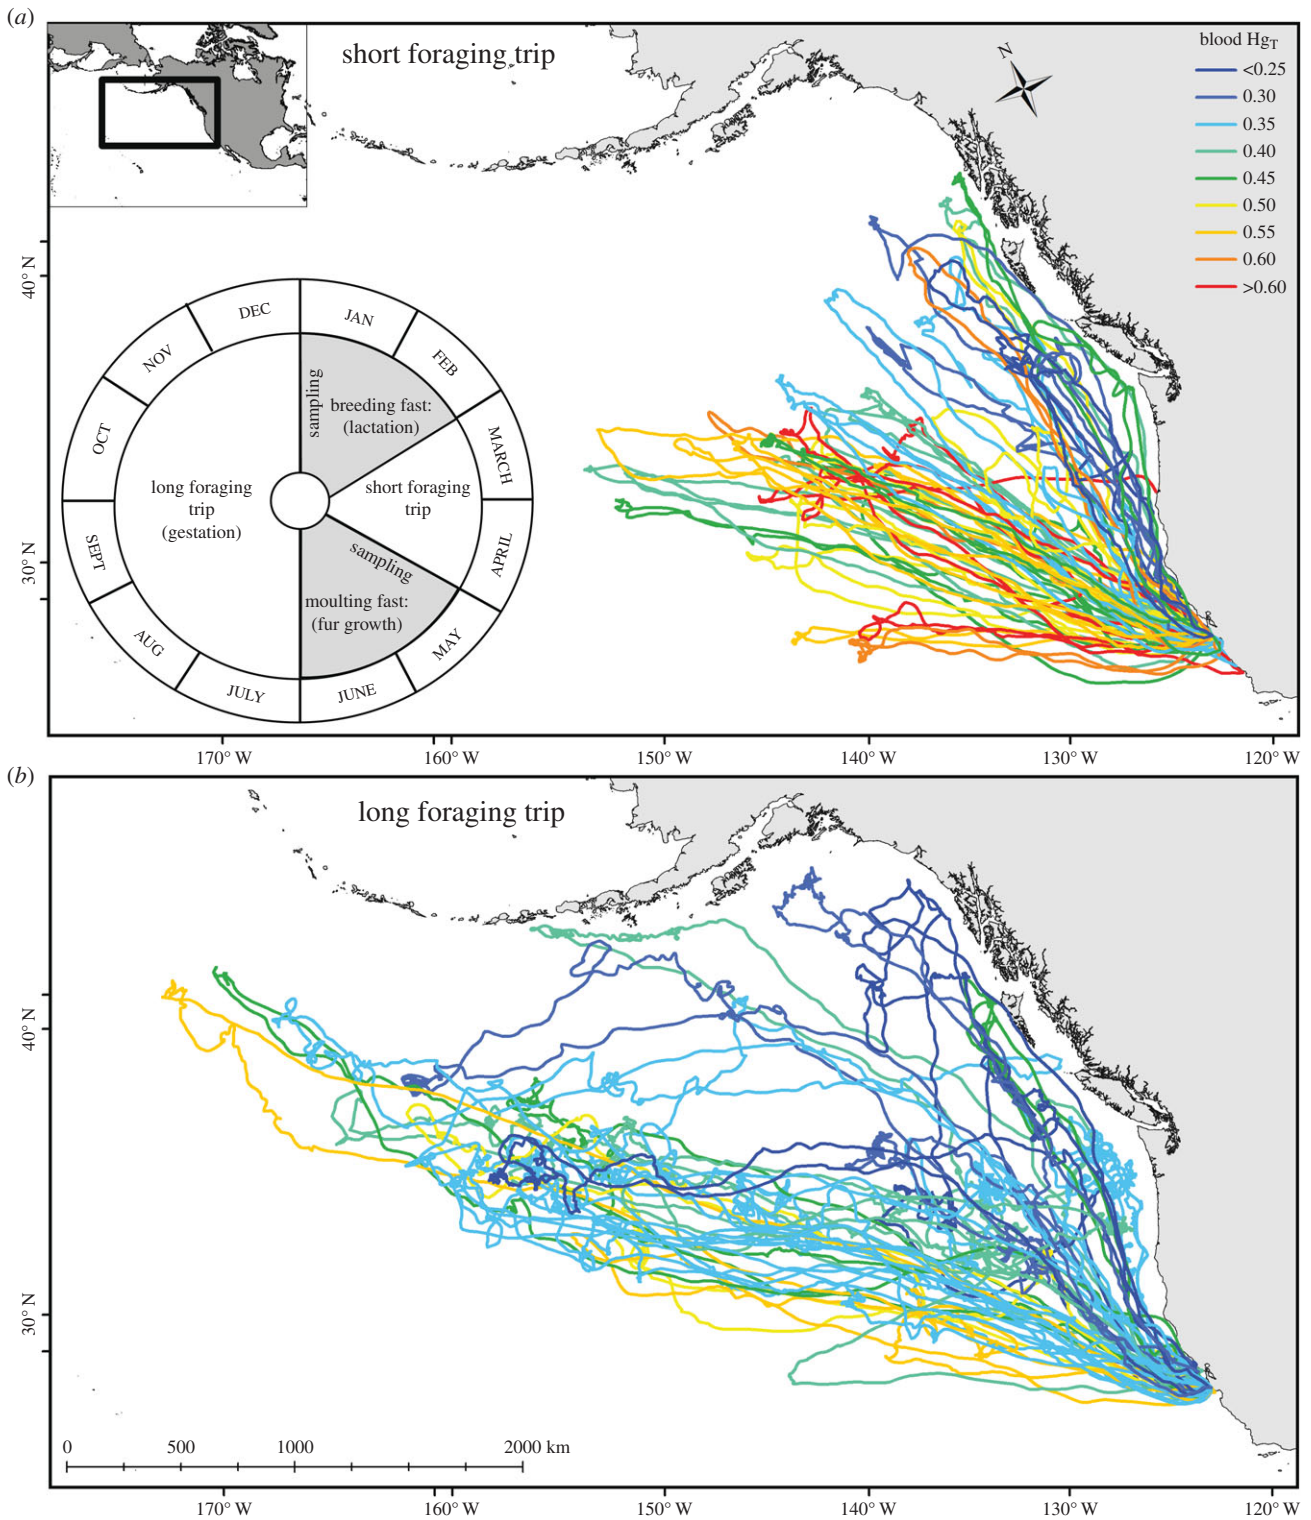 (a)
short foraging trip
N
blood HgT
<0.25
0.30
0.35
0.40
0.45
0.50
0.55
0.60
>0.60
40° N
30° N
DEC
JAN
NOV
FEB
OCT
MARCH
SEPT
APRIL
AUG
MAY
JULY
JUNE
sampling
breeding fast:
(lactation)
long foraging
trip
(gestation)
short foraging
trip
sampling
moulting fast:
(fur growth)
170° W
160° W
150° W
140° W
130° W
120° W
(b)
long foraging trip
40° N
30° N
0
500
1000
2000 km
170° W
160° W
150° W
140° W
130° W
120° W